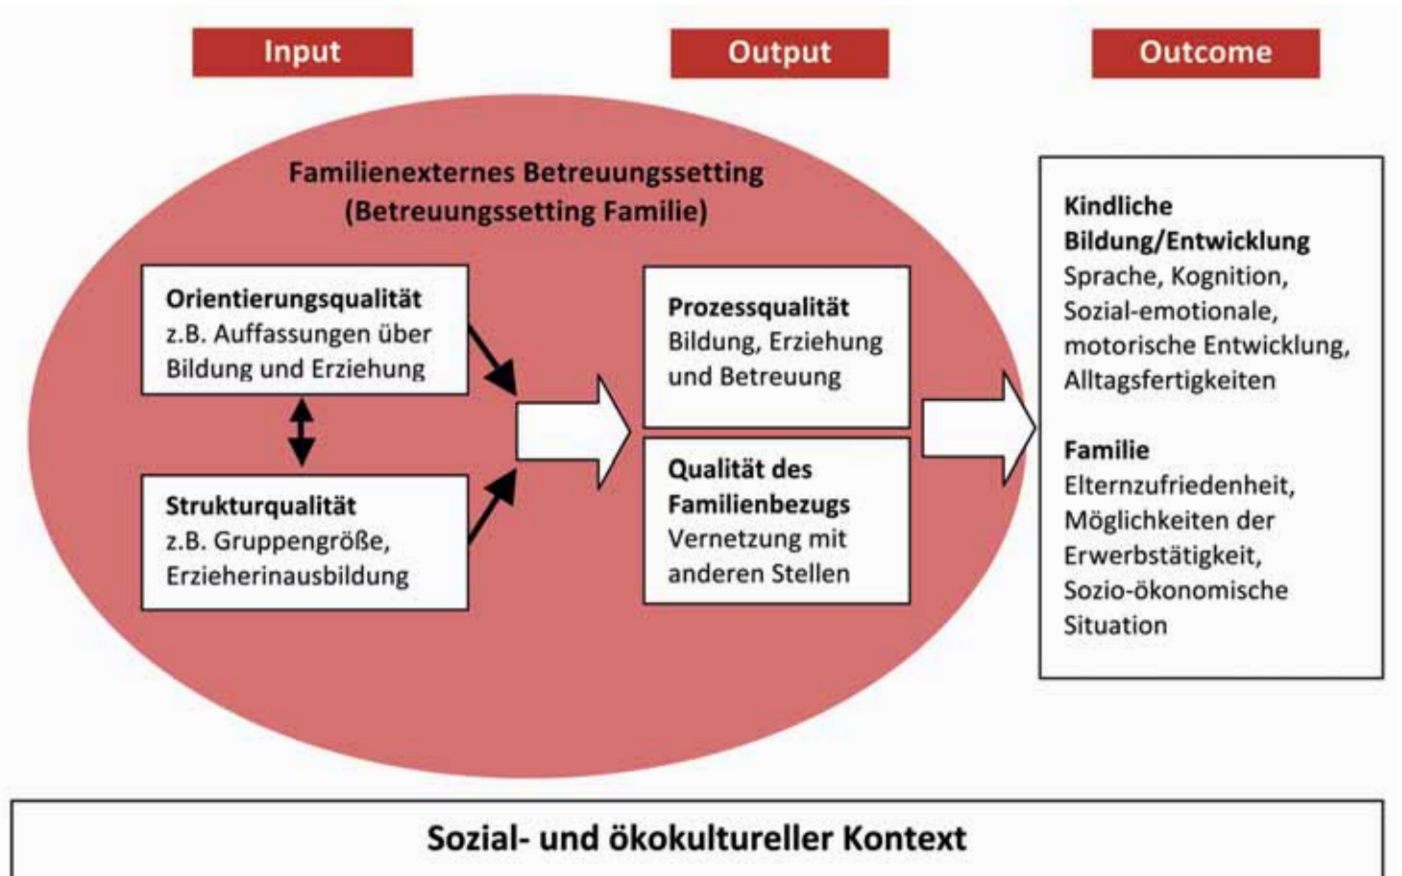 Input
Output
Outcome
Familienexternes Betreuungssetting
(Betreuungssetting Familie)
Orientierungsqualität
z.B. Auffassungen über
Bildung und Erziehung
Strukturqualität
z.B. Gruppengröße,
Erzieherinausbildung
Prozessqualität
Bildung, Erziehung
und Betreuung
Qualität des
Familienbezugs
Vernetzung mit
anderen Stellen
Kindliche
Bildung/Entwicklung
Sprache, Kognition,
Sozial-emotionale,
motorische Entwicklung,
Alltagsfertigkeiten
Familie
Elternzufriedenheit,
Möglichkeiten der
Erwerbstätigkeit,
Sozio-ökonomische
Situation
Sozial- und ökokultureller Kontext